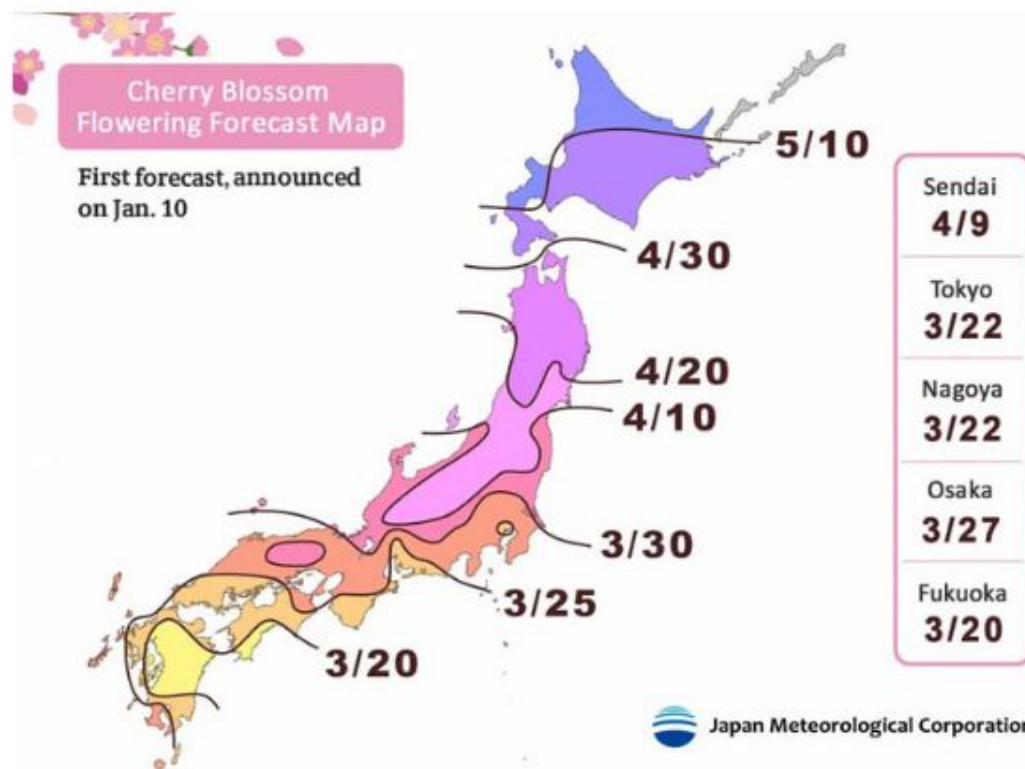 Cherry Blossom
Flowering Forecast Map
First forecast, announced
on Jan. 10
5/10
4/30
4/20
4/10
3/30
3/25
3/20
Sendai
4/9
Tokyo
3/22
Nagoya
3/22
Osaka
3/27
Fukuoka
3/20
Japan Meteorological Corporation